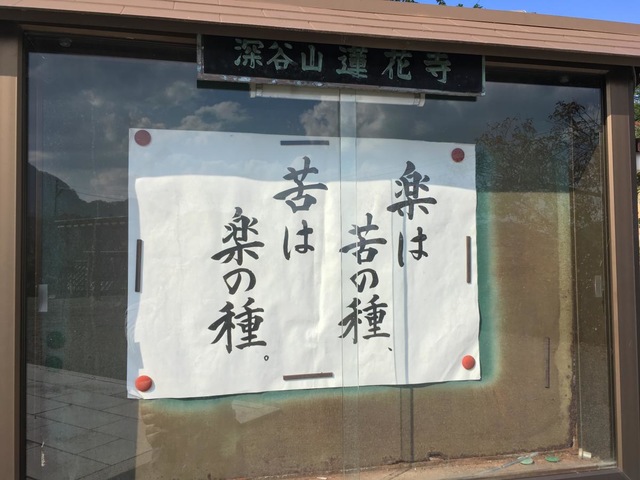 深谷山 蓮花寺
楽は
苦の種、
苦は
楽の種。